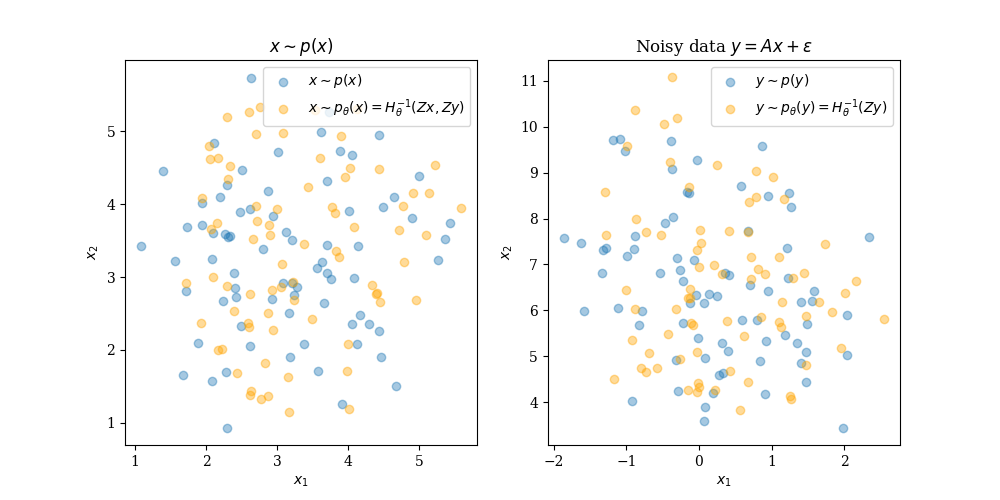 x ~ p(x)
x ~ p(x)
x ~ p_θ(x) = H_θ^{-1}(Zx, Zy)
5
4
3
2
1
x_2
1 2 3 4 5
x_1
Noisy data y = Ax + ε
y ~ p(y)
y ~ p_θ(y) = H_θ^{-1}(Zy)
11
10
9
8
7
6
5
4
x_2
−2 −1 0 1 2
x_1